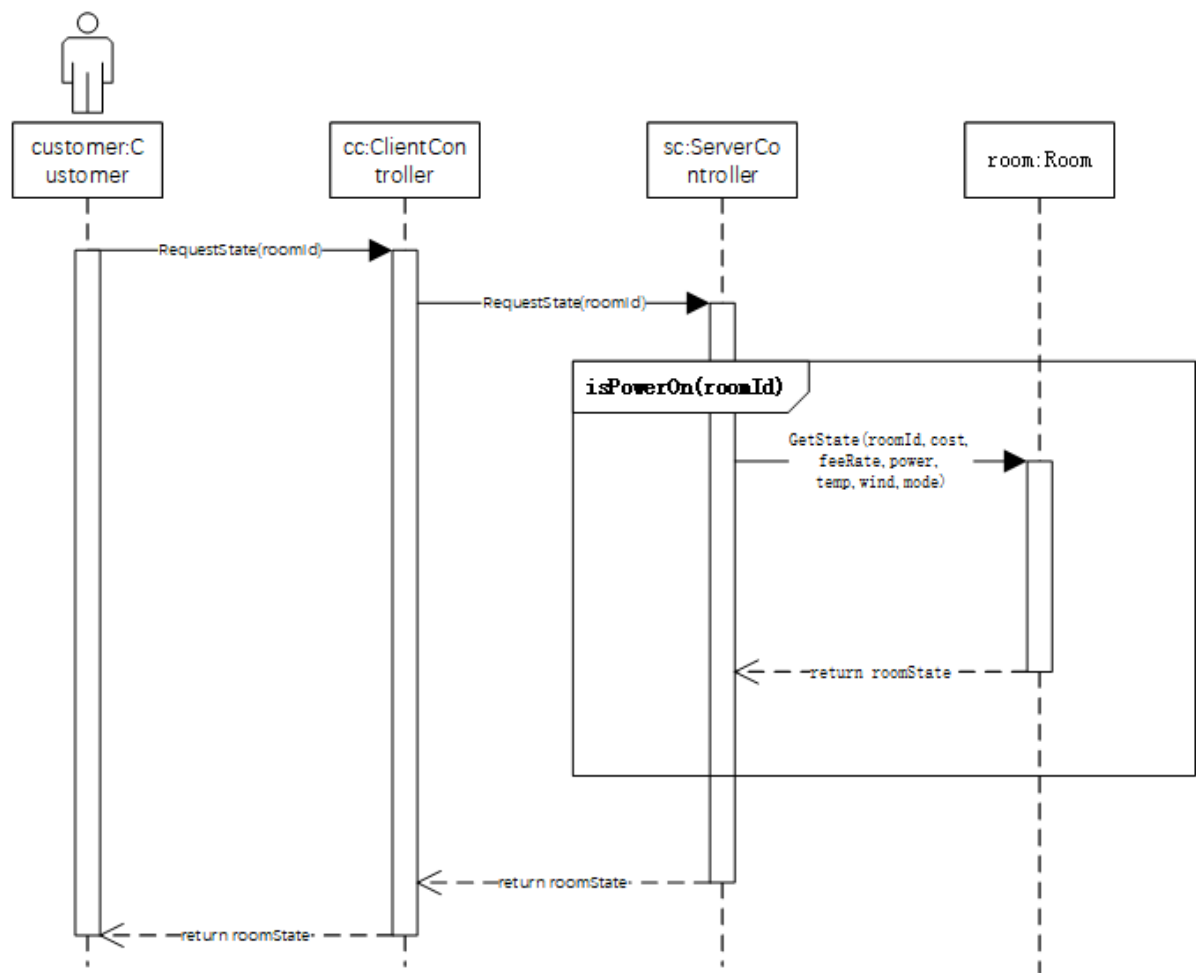 customer:C
ustomer
cc:ClientCon
troller
sc:ServerCo
ntroller
room:Room
RequestState(roomId)
RequestState(roomId)
isPowerOn(roomId)
GetState(roomId,cost,
feeRate,power,
temp,wind,mode)
return roomState
return roomState
return roomState